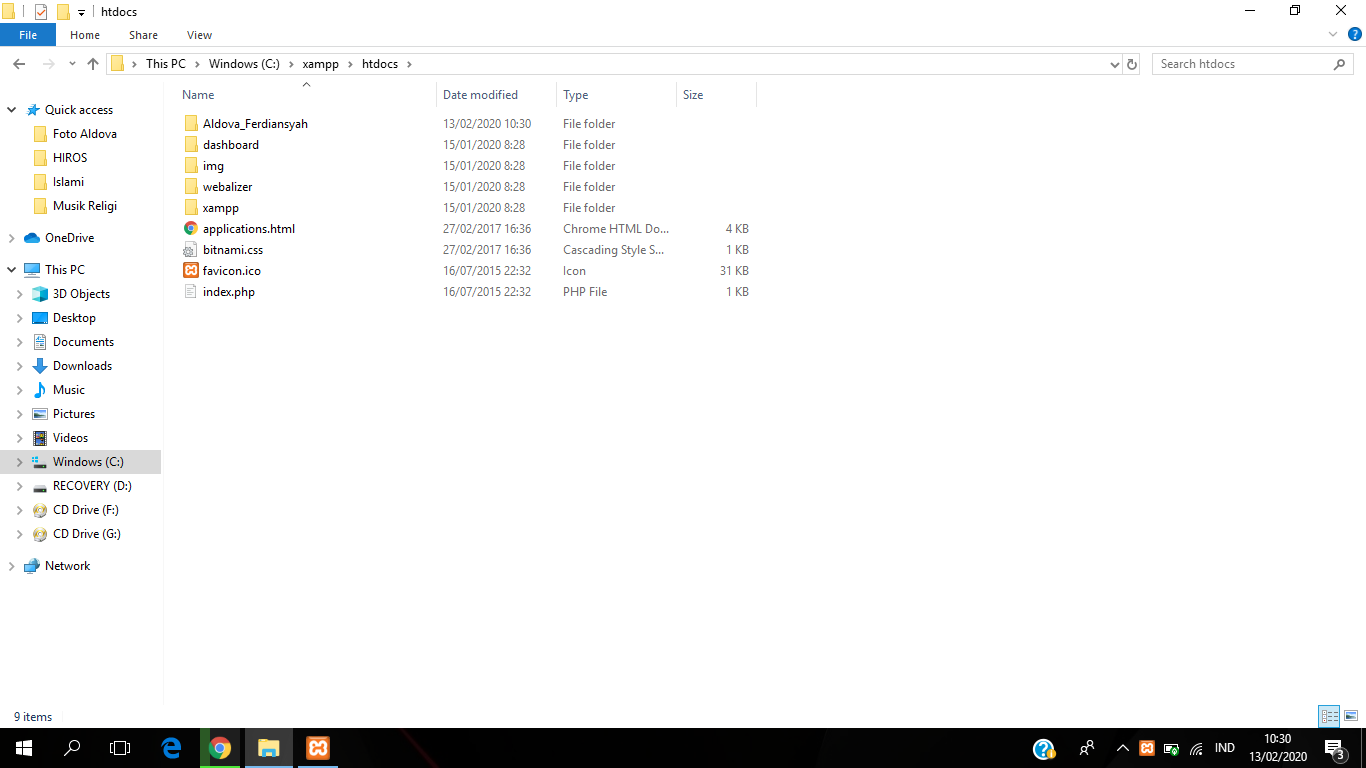 htdocs
File Home Share View
This PC Windows (C:) xampp htdocs Search htdocs
Name Date modified Type Size
Quick access
Foto Aldova
HIROS
Islami
Musik Religi
OneDrive
This PC
3D Objects
Desktop
Documents
Downloads
Music
Pictures
Videos
Windows (C:)
RECOVERY (D:)
CD Drive (F:)
CD Drive (G:)
Network
Aldova_Ferdiansyah 13/02/2020 10:30 File folder
dashboard 15/01/2020 8:28 File folder
img 15/01/2020 8:28 File folder
webalizer 15/01/2020 8:28 File folder
xampp 15/01/2020 8:28 File folder
applications.html 27/02/2017 16:36 Chrome HTML Do... 4 KB
bitnami.css 27/02/2017 16:36 Cascading Style S... 1 KB
favicon.ico 16/07/2015 22:32 Icon 31 KB
index.php 16/07/2015 22:32 PHP File 1 KB
9 items
IND
10:30
13/02/2020
3